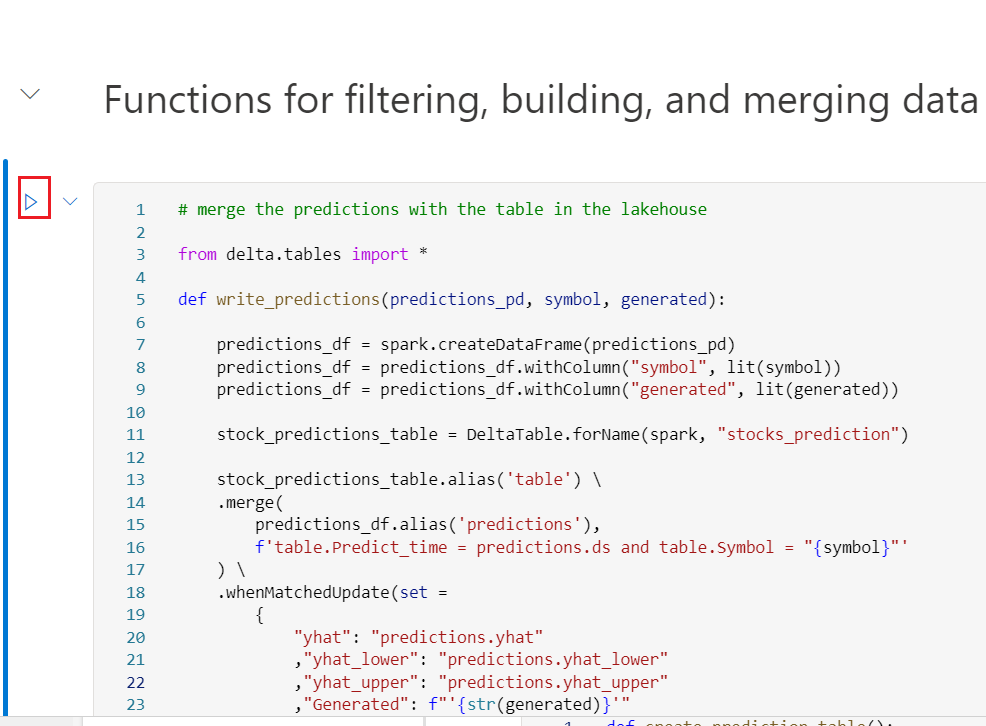 Functions for filtering, building, and merging data
1 # merge the predictions with the table in the lakehouse
2
3 from delta.tables import *
4
5 def write_predictions(predictions_pd, symbol, generated):
6
7 predictions_df = spark.createDataFrame(predictions_pd)
8 predictions_df = predictions_df.withColumn("symbol", lit(symbol))
9 predictions_df = predictions_df.withColumn("generated", lit(generated))
10
11 stock_predictions_table = DeltaTable.forName(spark, "stocks_prediction")
12
13 stock_predictions_table.alias('table') \
14 .merge(
15 predictions_df.alias('predictions'),
16 f'table.Predict_time = predictions.ds and table.Symbol = "{symbol}"'
17 ) \
18 .whenMatchedUpdate(set =
19 {
20 "yhat": "predictions.yhat"
21 ,"yhat_lower": "predictions.yhat_lower"
22 ,"yhat_upper": "predictions.yhat_upper"
23 ,"Generated": f"'{str(generated)}'"
1 def create_prediction_table():